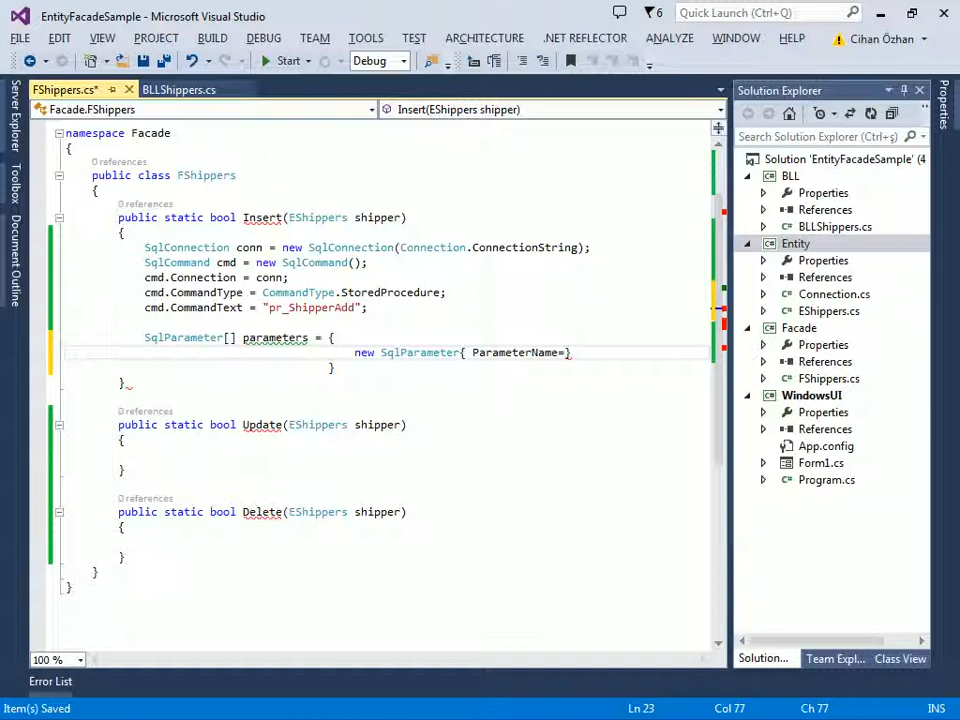 EntityFacadeSample - Microsoft Visual Studio
6
Quick Launch (Ctrl+Q)
FILE EDIT VIEW PROJECT BUILD DEBUG TEAM TOOLS TEST ARCHITECTURE .NET REFLECTOR ANALYZE WINDOW HELP Cihan Özhan
Start Debug
FShippers.cs* BLLShippers.cs
Facade.FShippers Insert(EShippers shipper)
namespace Facade
{
0 references
public class FShippers
{
0 references
public static bool Insert(EShippers shipper)
{
SqlConnection conn = new SqlConnection(Connection.ConnectionString);
SqlCommand cmd = new SqlCommand();
cmd.Connection = conn;
cmd.CommandType = CommandType.StoredProcedure;
cmd.CommandText = "pr_ShipperAdd";
SqlParameter[] parameters = {
new SqlParameter{ ParameterName=}
}
}
0 references
public static bool Update(EShippers shipper)
{
}
0 references
public static bool Delete(EShippers shipper)
{
}
}
}
100 %
Error List
Item(s) Saved
Ln 23 Col 77 Ch 77 INS
Server Explorer
Toolbox
Document Outline
Solution Explorer
Search Solution Explorer (Ctrl+ş)
Solution 'EntityFacadeSample' (4
BLL
Properties
References
BLLShippers.cs
Entity
Properties
References
Connection.cs
EShippers.cs
Facade
Properties
References
FShippers.cs
WindowsUI
Properties
References
App.config
Form1.cs
Program.cs
Solution... Team Expl... Class View
Properties